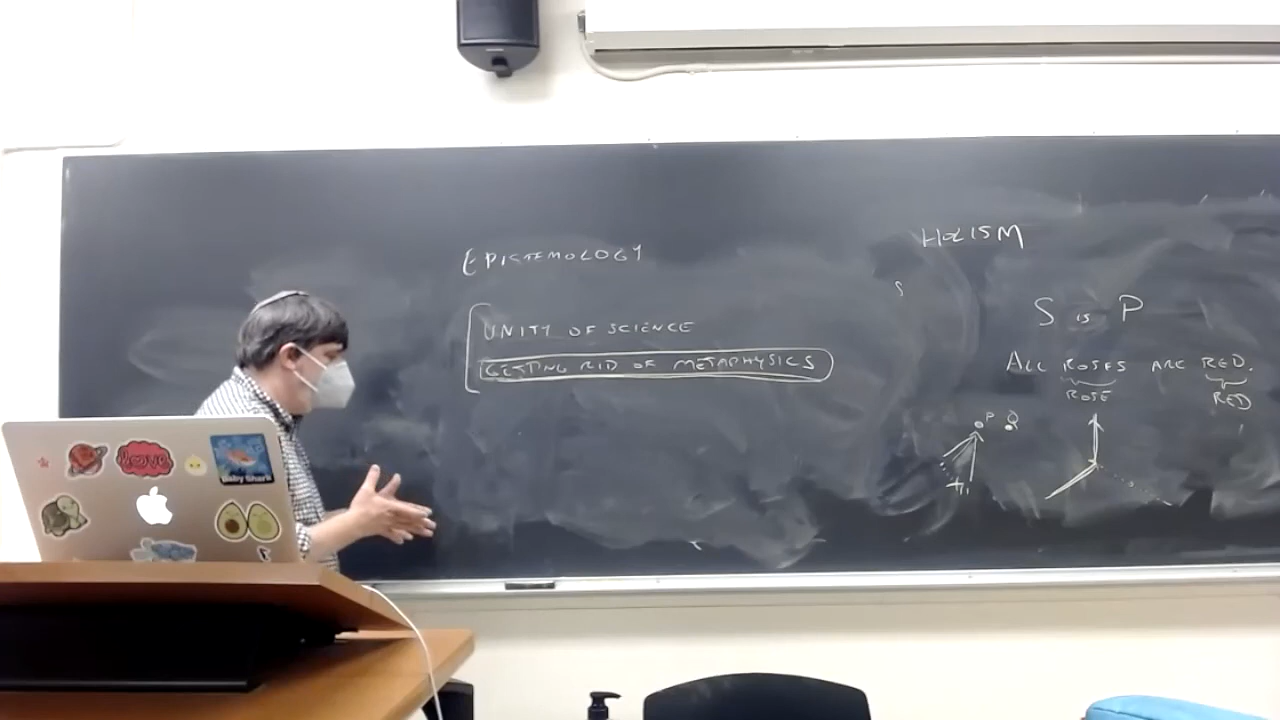 EPISTEMOLOGY
UNITY OF SCIENCE
GETTING RID OF METAPHYSICS
HOLISM
S
S is P
ALL ROSES ARE RED.
ROSE RED
P Q
love
Baby Shark